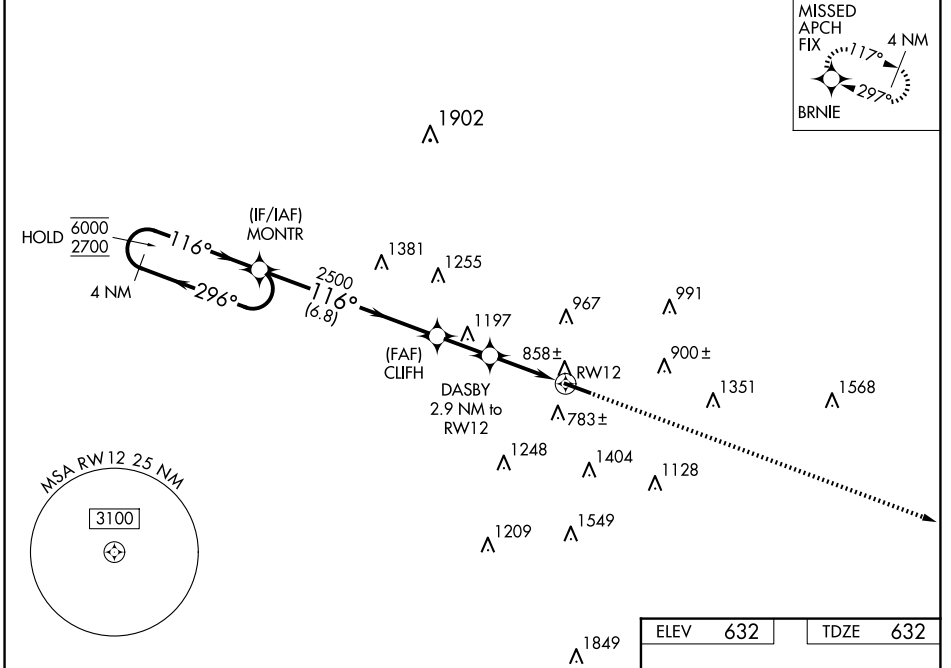 MISSED
APCH
FIX
4 NM
117°
297°
BRNIE
1902
(IF/IAF)
MONTR
HOLD 6000
2700
116°
296°
4 NM
2500
116°
(6.8)
1381
1255
1197
967
991
(FAF)
CLIFH
DASBY
2.9 NM to
RW12
858±
RW12
900±
783±
1351
1568
1248
1404
1128
1209
1549
MSA RW12 25 NM
3100
1849
ELEV 632
TDZE 632